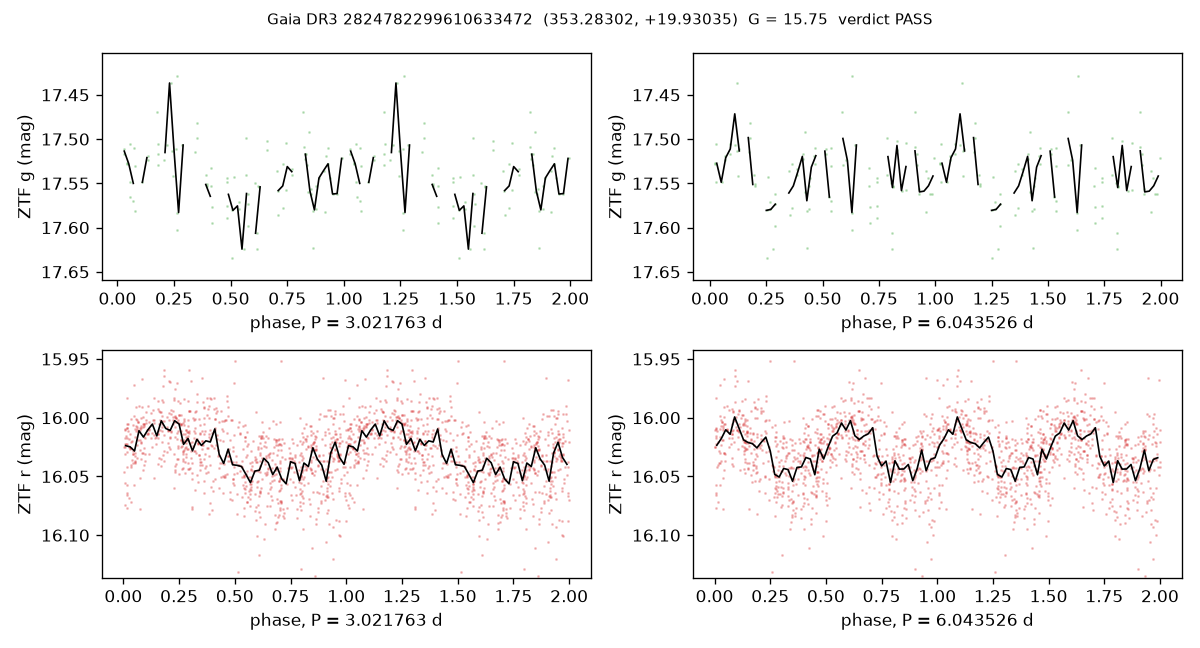 Gaia DR3 2824782299610633472  (353.28302, +19.93035)  G = 15.75  verdict PASS
ZTF g (mag)
17.45
17.50
17.55
17.60
17.65
0.00 0.25 0.50 0.75 1.00 1.25 1.50 1.75 2.00
phase, P = 3.021763 d
ZTF g (mag)
17.45
17.50
17.55
17.60
17.65
0.00 0.25 0.50 0.75 1.00 1.25 1.50 1.75 2.00
phase, P = 6.043526 d
ZTF r (mag)
15.95
16.00
16.05
16.10
0.00 0.25 0.50 0.75 1.00 1.25 1.50 1.75 2.00
phase, P = 3.021763 d
ZTF r (mag)
15.95
16.00
16.05
16.10
0.00 0.25 0.50 0.75 1.00 1.25 1.50 1.75 2.00
phase, P = 6.043526 d